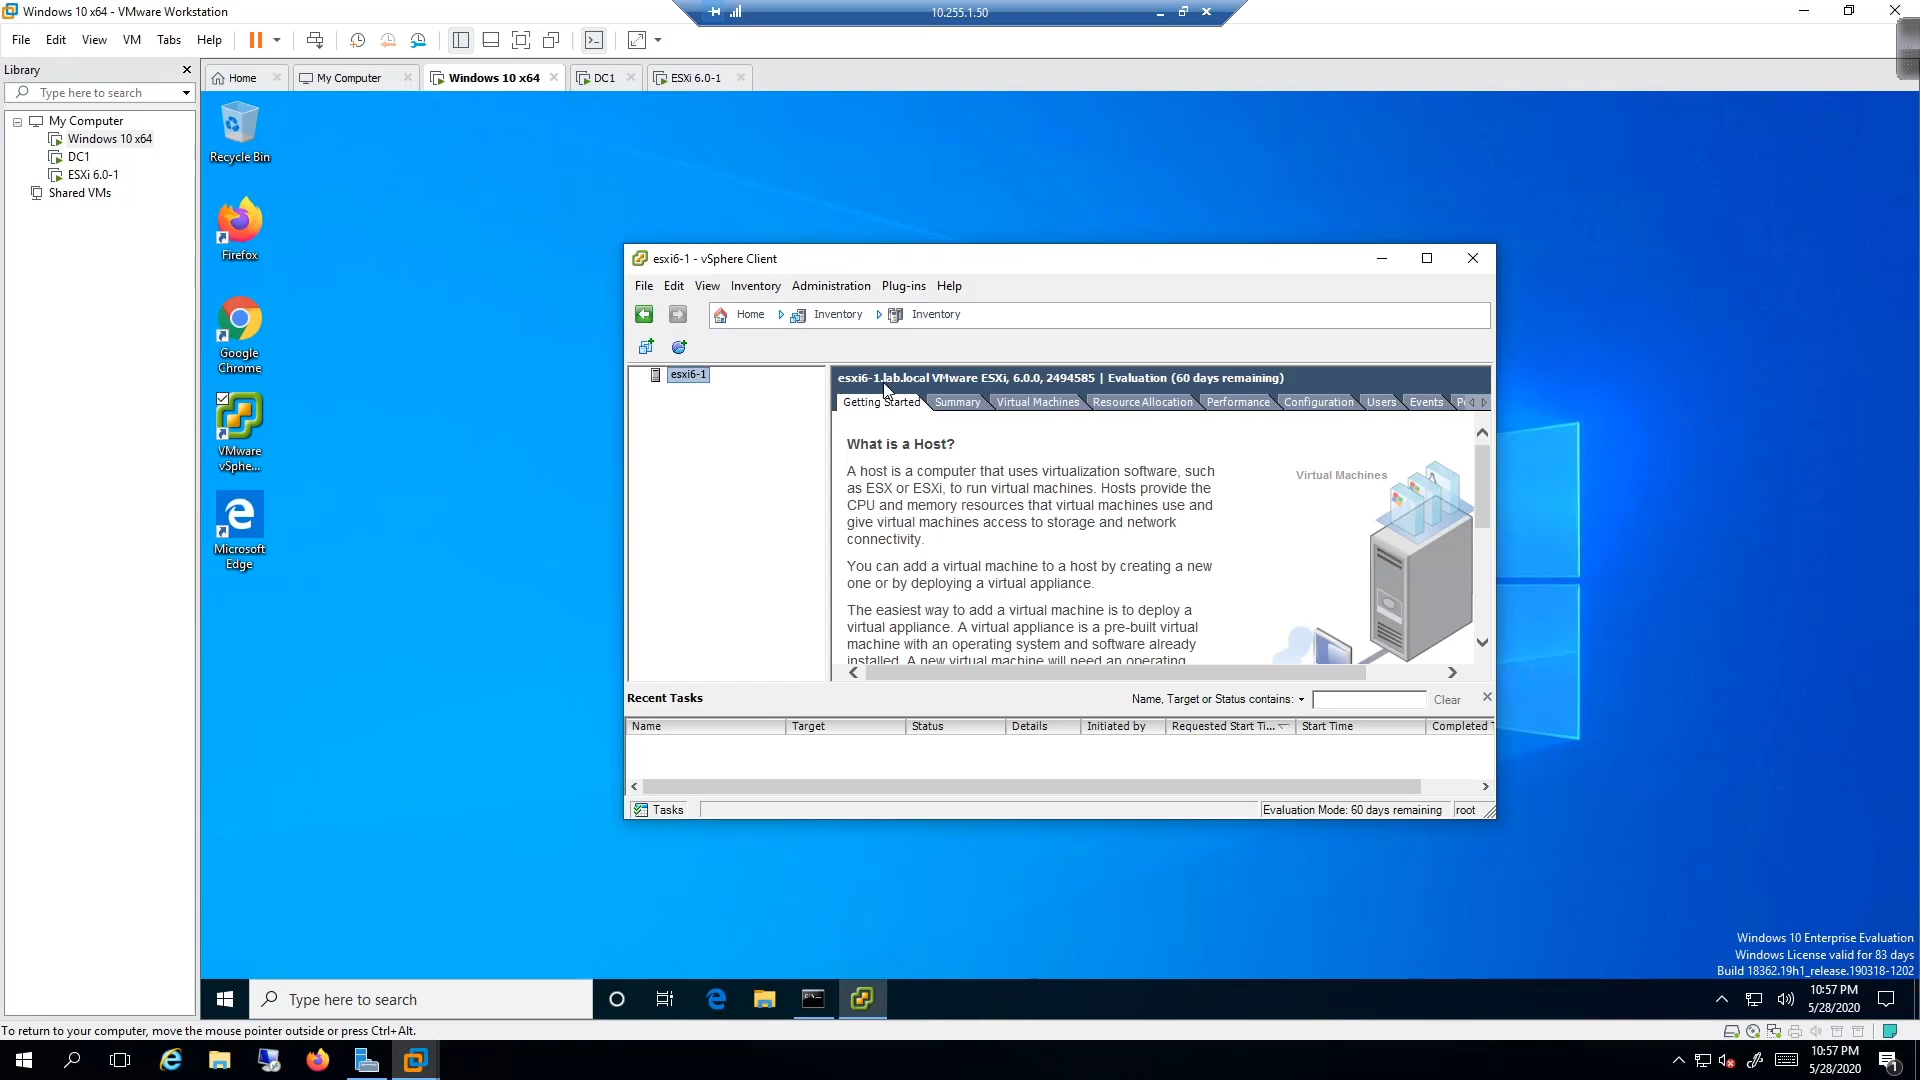 Windows 10 x64 - VMware Workstation
10.255.1.50
File Edit View VM Tabs Help
Library
Type here to search
My Computer
Windows 10 x64
DC1
ESXi 6.0-1
Shared VMs
Home My Computer Windows 10 x64 DC1 ESXi 6.0-1
Recycle Bin
Firefox
Google
Chrome
VMware
vSphe...
Microsoft
Edge
esxi6-1 - vSphere Client
File Edit View Inventory Administration Plug-ins Help
Home Inventory Inventory
esxi6-1
esxi6-1.lab.local VMware ESXi, 6.0.0, 2494585 | Evaluation (60 days remaining)
Getting Started Summary Virtual Machines Resource Allocation Performance Configuration Users Events
What is a Host?
A host is a computer that uses virtualization software, such
as ESX or ESXi, to run virtual machines. Hosts provide the
CPU and memory resources that virtual machines use and
give virtual machines access to storage and network
connectivity.
You can add a virtual machine to a host by creating a new
one or by deploying a virtual appliance.
The easiest way to add a virtual machine is to deploy a
virtual appliance. A virtual appliance is a pre-built virtual
machine with an operating system and software already
installed. A new virtual machine will need an operating
Virtual Machines
Recent Tasks
Name, Target or Status contains: Clear
Name Target Status Details Initiated by Requested Start Ti... Start Time Completed
Tasks
Evaluation Mode: 60 days remaining root
Windows 10 Enterprise Evaluation
Windows License valid for 83 days
Build 18362.19h1_release.190318-1202
Type here to search
10:57 PM
5/28/2020
To return to your computer, move the mouse pointer outside or press Ctrl+Alt.
10:57 PM
5/28/2020
1